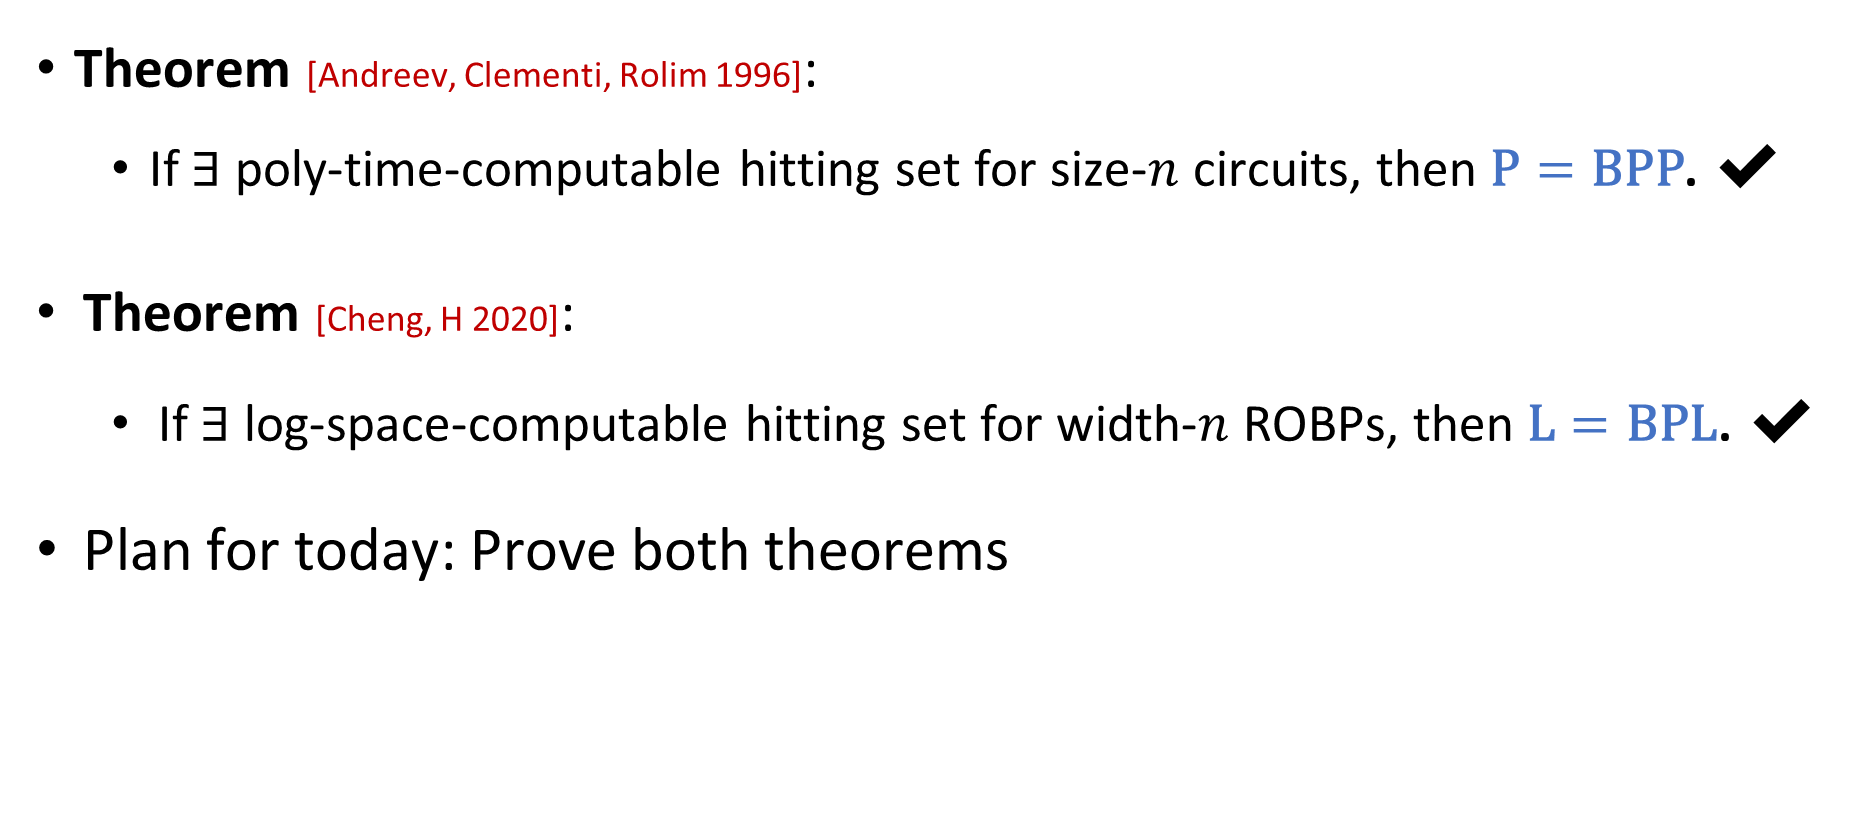 • Theorem [Andreev, Clementi, Rolim 1996]:
• If ∃ poly-time-computable hitting set for size-n circuits, then P = BPP. ✔
• Theorem [Cheng, H 2020]:
• If ∃ log-space-computable hitting set for width-n ROBPs, then L = BPL. ✔
• Plan for today: Prove both theorems